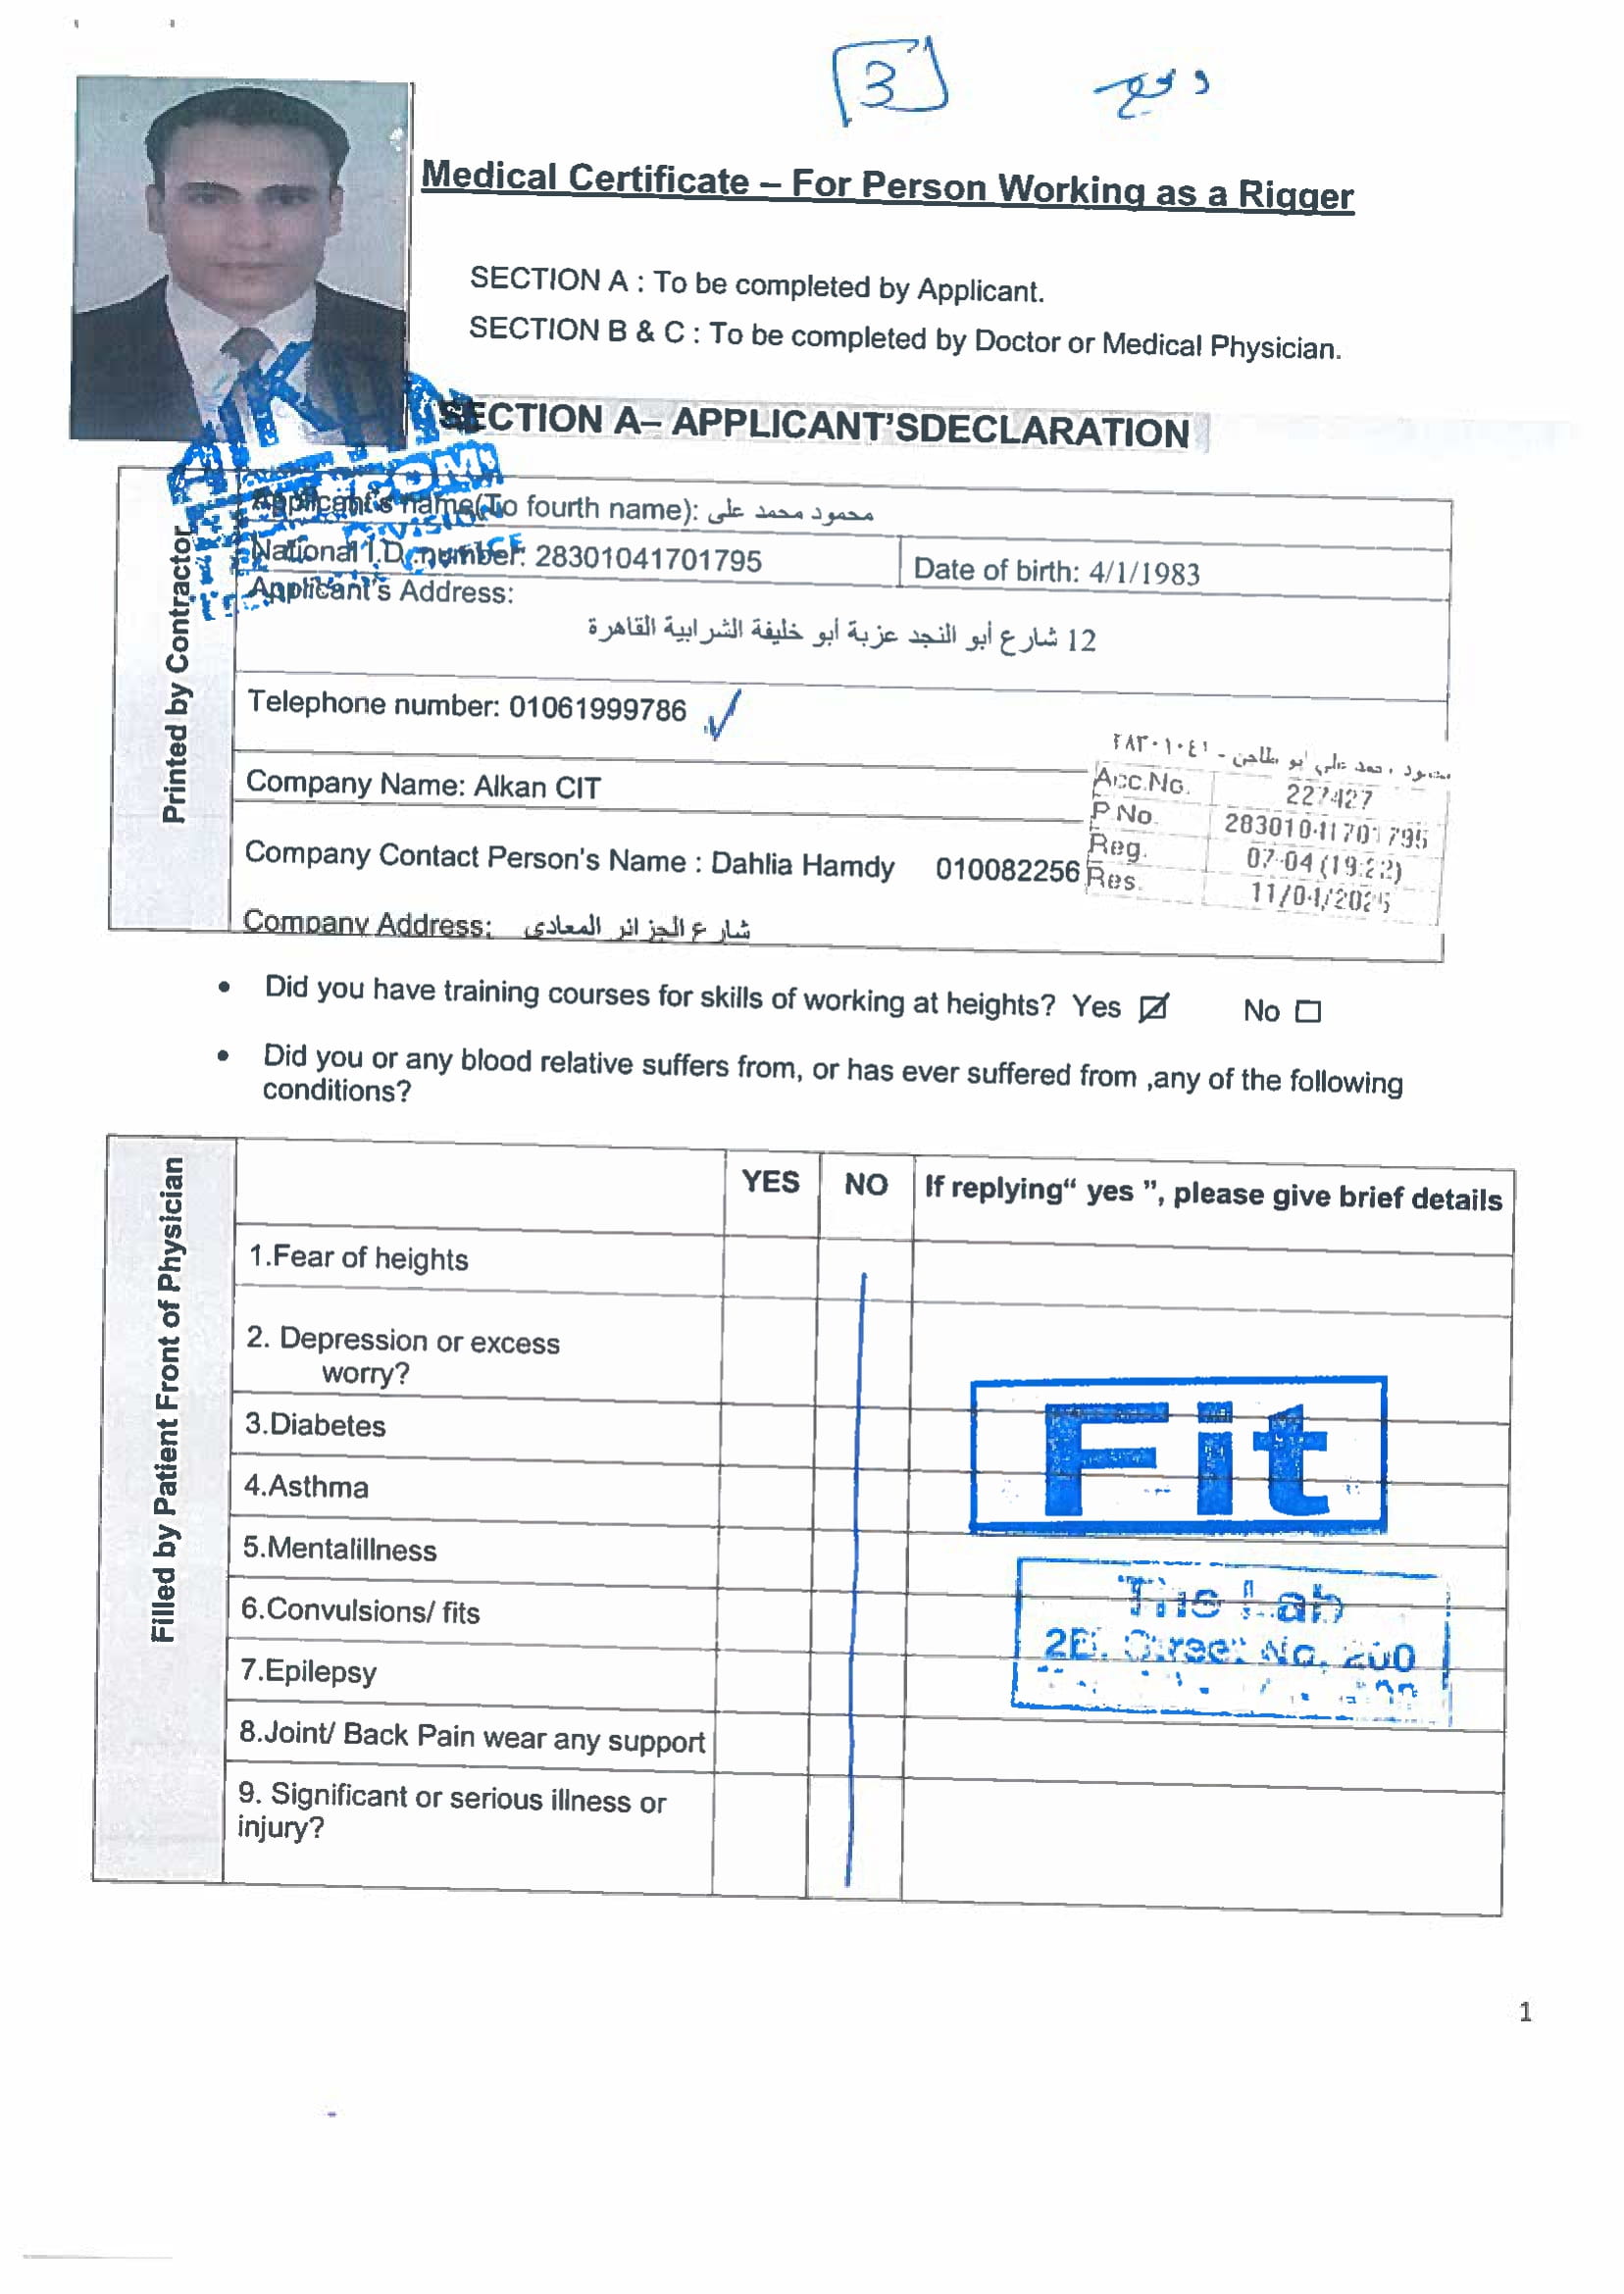 3
Medical Certificate – For Person Working as a Rigger
SECTION A : To be completed by Applicant.
SECTION B & C : To be completed by Doctor or Medical Physician.
SECTION A– APPLICANT'SDECLARATION
Printed by Contractor
Applicant's name(To fourth name): محمود محمد على
National I.D. number: 28301041701795
Date of birth: 4/1/1983
Applicant's Address:
12 شارع أبو النجد عزبة أبو خليفة الشرابية القاهرة
Telephone number: 01061999786
Company Name: Alkan CIT
Company Contact Person's Name : Dahlia Hamdy 010082256
Company Address: شارع الجزائر المعادى
Acc.No. 227427
P.No. 28301041701795
Reg. 07-04 (19:22)
Res. 11/04/2025
• Did you have training courses for skills of working at heights? Yes ☑ No ☐
• Did you or any blood relative suffers from, or has ever suffered from ,any of the following
conditions?
Filled by Patient Front of Physician
YES NO If replying“ yes ”, please give brief details
1.Fear of heights
2. Depression or excess
worry?
3.Diabetes
4.Asthma
5.Mentalillness
6.Convulsions/ fits
7.Epilepsy
8.Joint/ Back Pain wear any support
9. Significant or serious illness or
injury?
Fit
The Lab
Street No. 200
1